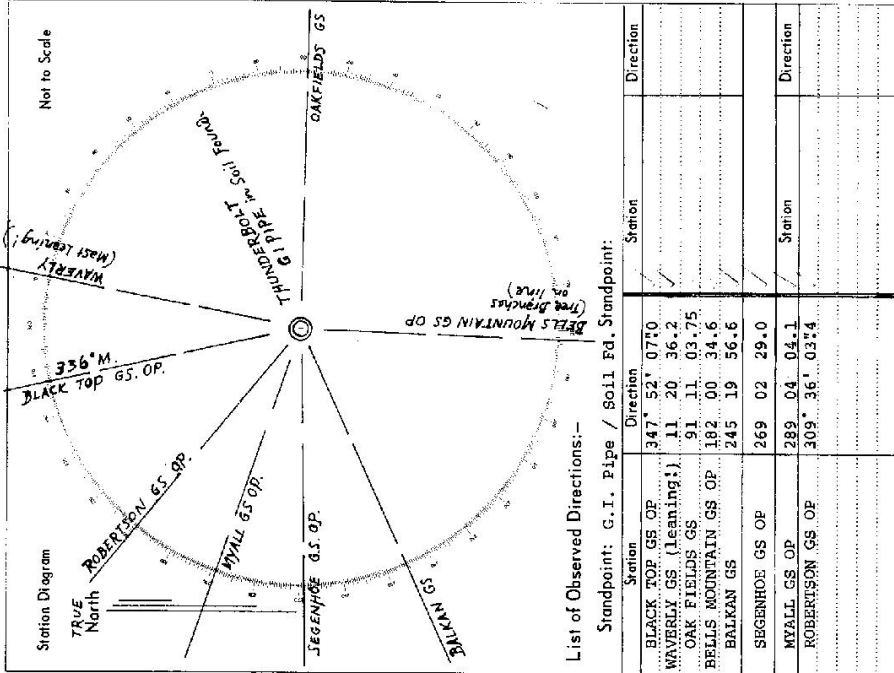 Station Diagram
Not to Scale
TRUE
North
336° M.
BLACK TOP GS. OP.
WAVERLY
(Mast Leaning!)
ROBERTSON GS OP.
MYALL GS OP.
SEGENHOE G.S. OP.
BALKAN GS
THUNDERBOLT
G I PIPE in Soil Found.
OAKFIELDS GS
BELLS MOUNTAIN GS OP
(Tree branches
on line)
List of Observed Directions:-
Standpoint: G.I. Pipe / Soil Fd. Standpoint:
Station Direction Station Direction
BLACK TOP GS OP 347° 52' 07"0
WAVERLY GS (leaning!) 11 20 36.2
OAK FIELDS GS 91 11 03.75
BELLS MOUNTAIN GS OP 182 00 34.6
BALKAN GS 245 19 56.6
SEGENHOE GS OP 269 02 29.0
MYALL GS OP 289 04 04.1 Station Direction
ROBERTSON GS OP 309° 36' 03"4